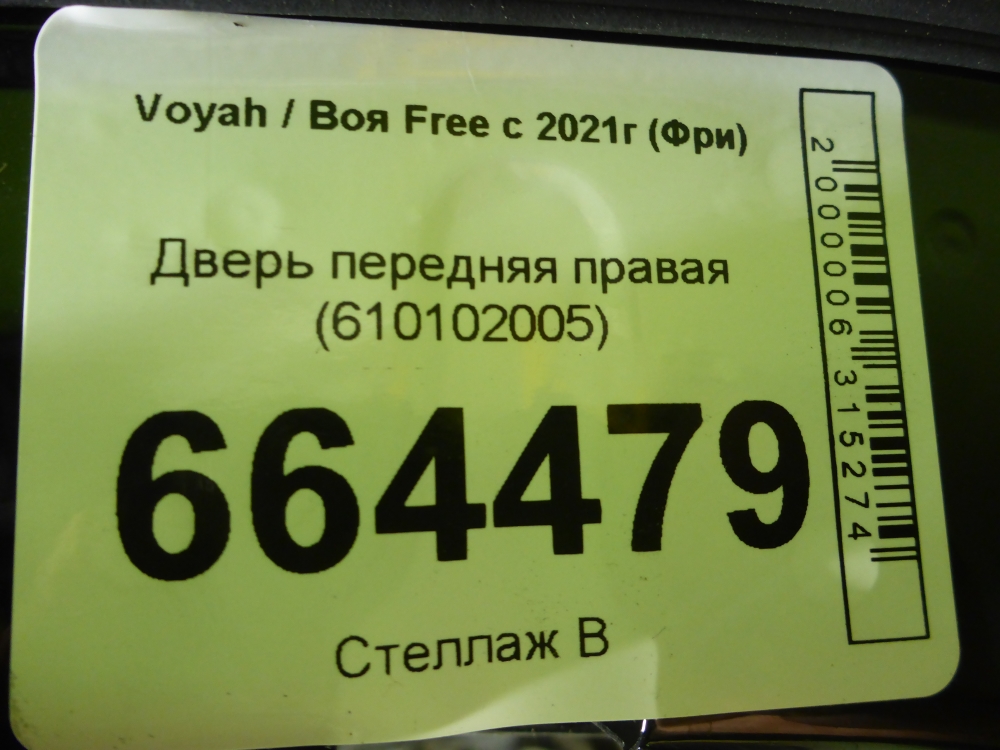 Voyah / Воя Free с 2021г (Фри)
Дверь передняя правая
(610102005)
664479
Стеллаж В
2000006315274